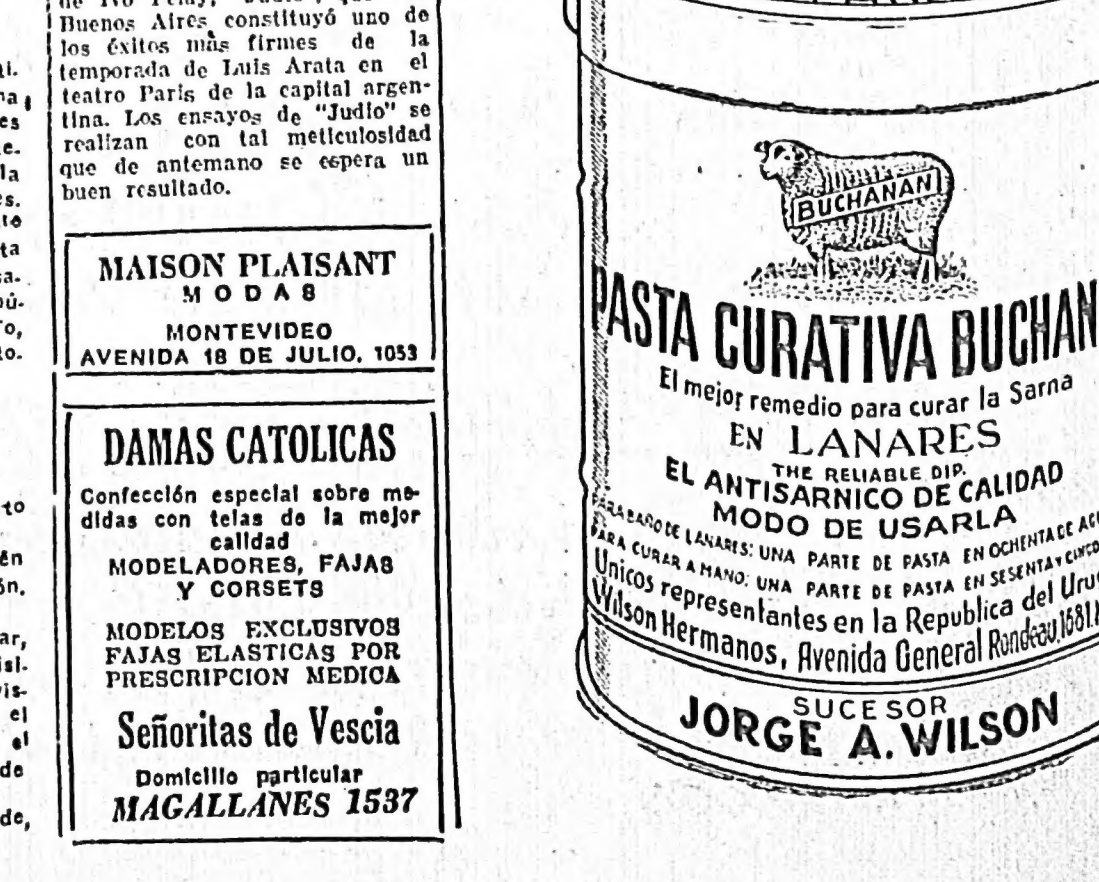 Buenos Aires constituyó uno de
los éxitos más firmes de la
temporada de Luis Arata en el
teatro Paris de la capital argen-
tina. Los ensayos de "Judío" se
realizan con tal meticulosidad
que de antemano se espera un
buen resultado.
MAISON PLAISANT
MODAS
MONTEVIDEO
AVENIDA 18 DE JULIO, 1053
DAMAS CATOLICAS
Confección especial sobre me-
didas con telas de la mejor
calidad
MODELADORES, FAJAS
Y CORSETS
MODELOS EXCLUSIVOS
FAJAS ELASTICAS POR
PRESCRIPCION MEDICA
Señoritas de Vescia
Domicilio particular
MAGALLANES 1537
BUCHANAN
PASTA CURATIVA BUCHAN
El mejor remedio para curar la Sarna
EN LANARES
THE RELIABLE DIP.
EL ANTISARNICO DE CALIDAD
MODO DE USARLA
PARA BAÑO DE LANARES: UNA PARTE DE PASTA EN OCHENTA DE AG
PARA CURAR A MANO: UNA PARTE DE PASTA EN SESENTA Y CINCO
Unicos representantes en la Republica del Uru
Wilson Hermanos, Avenida General Rondeau, 1681
SUCESOR
JORGE A. WILSON